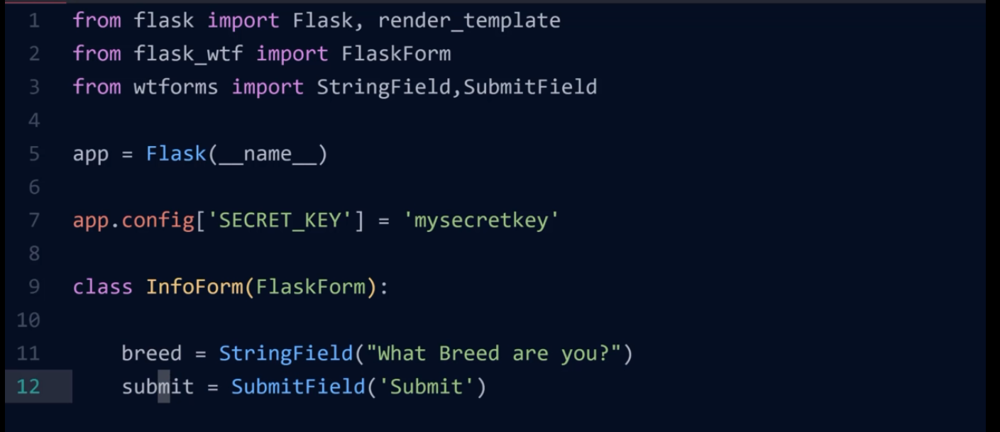 1 from flask import Flask, render_template
2 from flask_wtf import FlaskForm
3 from wtforms import StringField,SubmitField
4
5 app = Flask(__name__)
6
7 app.config['SECRET_KEY'] = 'mysecretkey'
8
9 class InfoForm(FlaskForm):
10
11     breed = StringField("What Breed are you?")
12     submit = SubmitField('Submit')